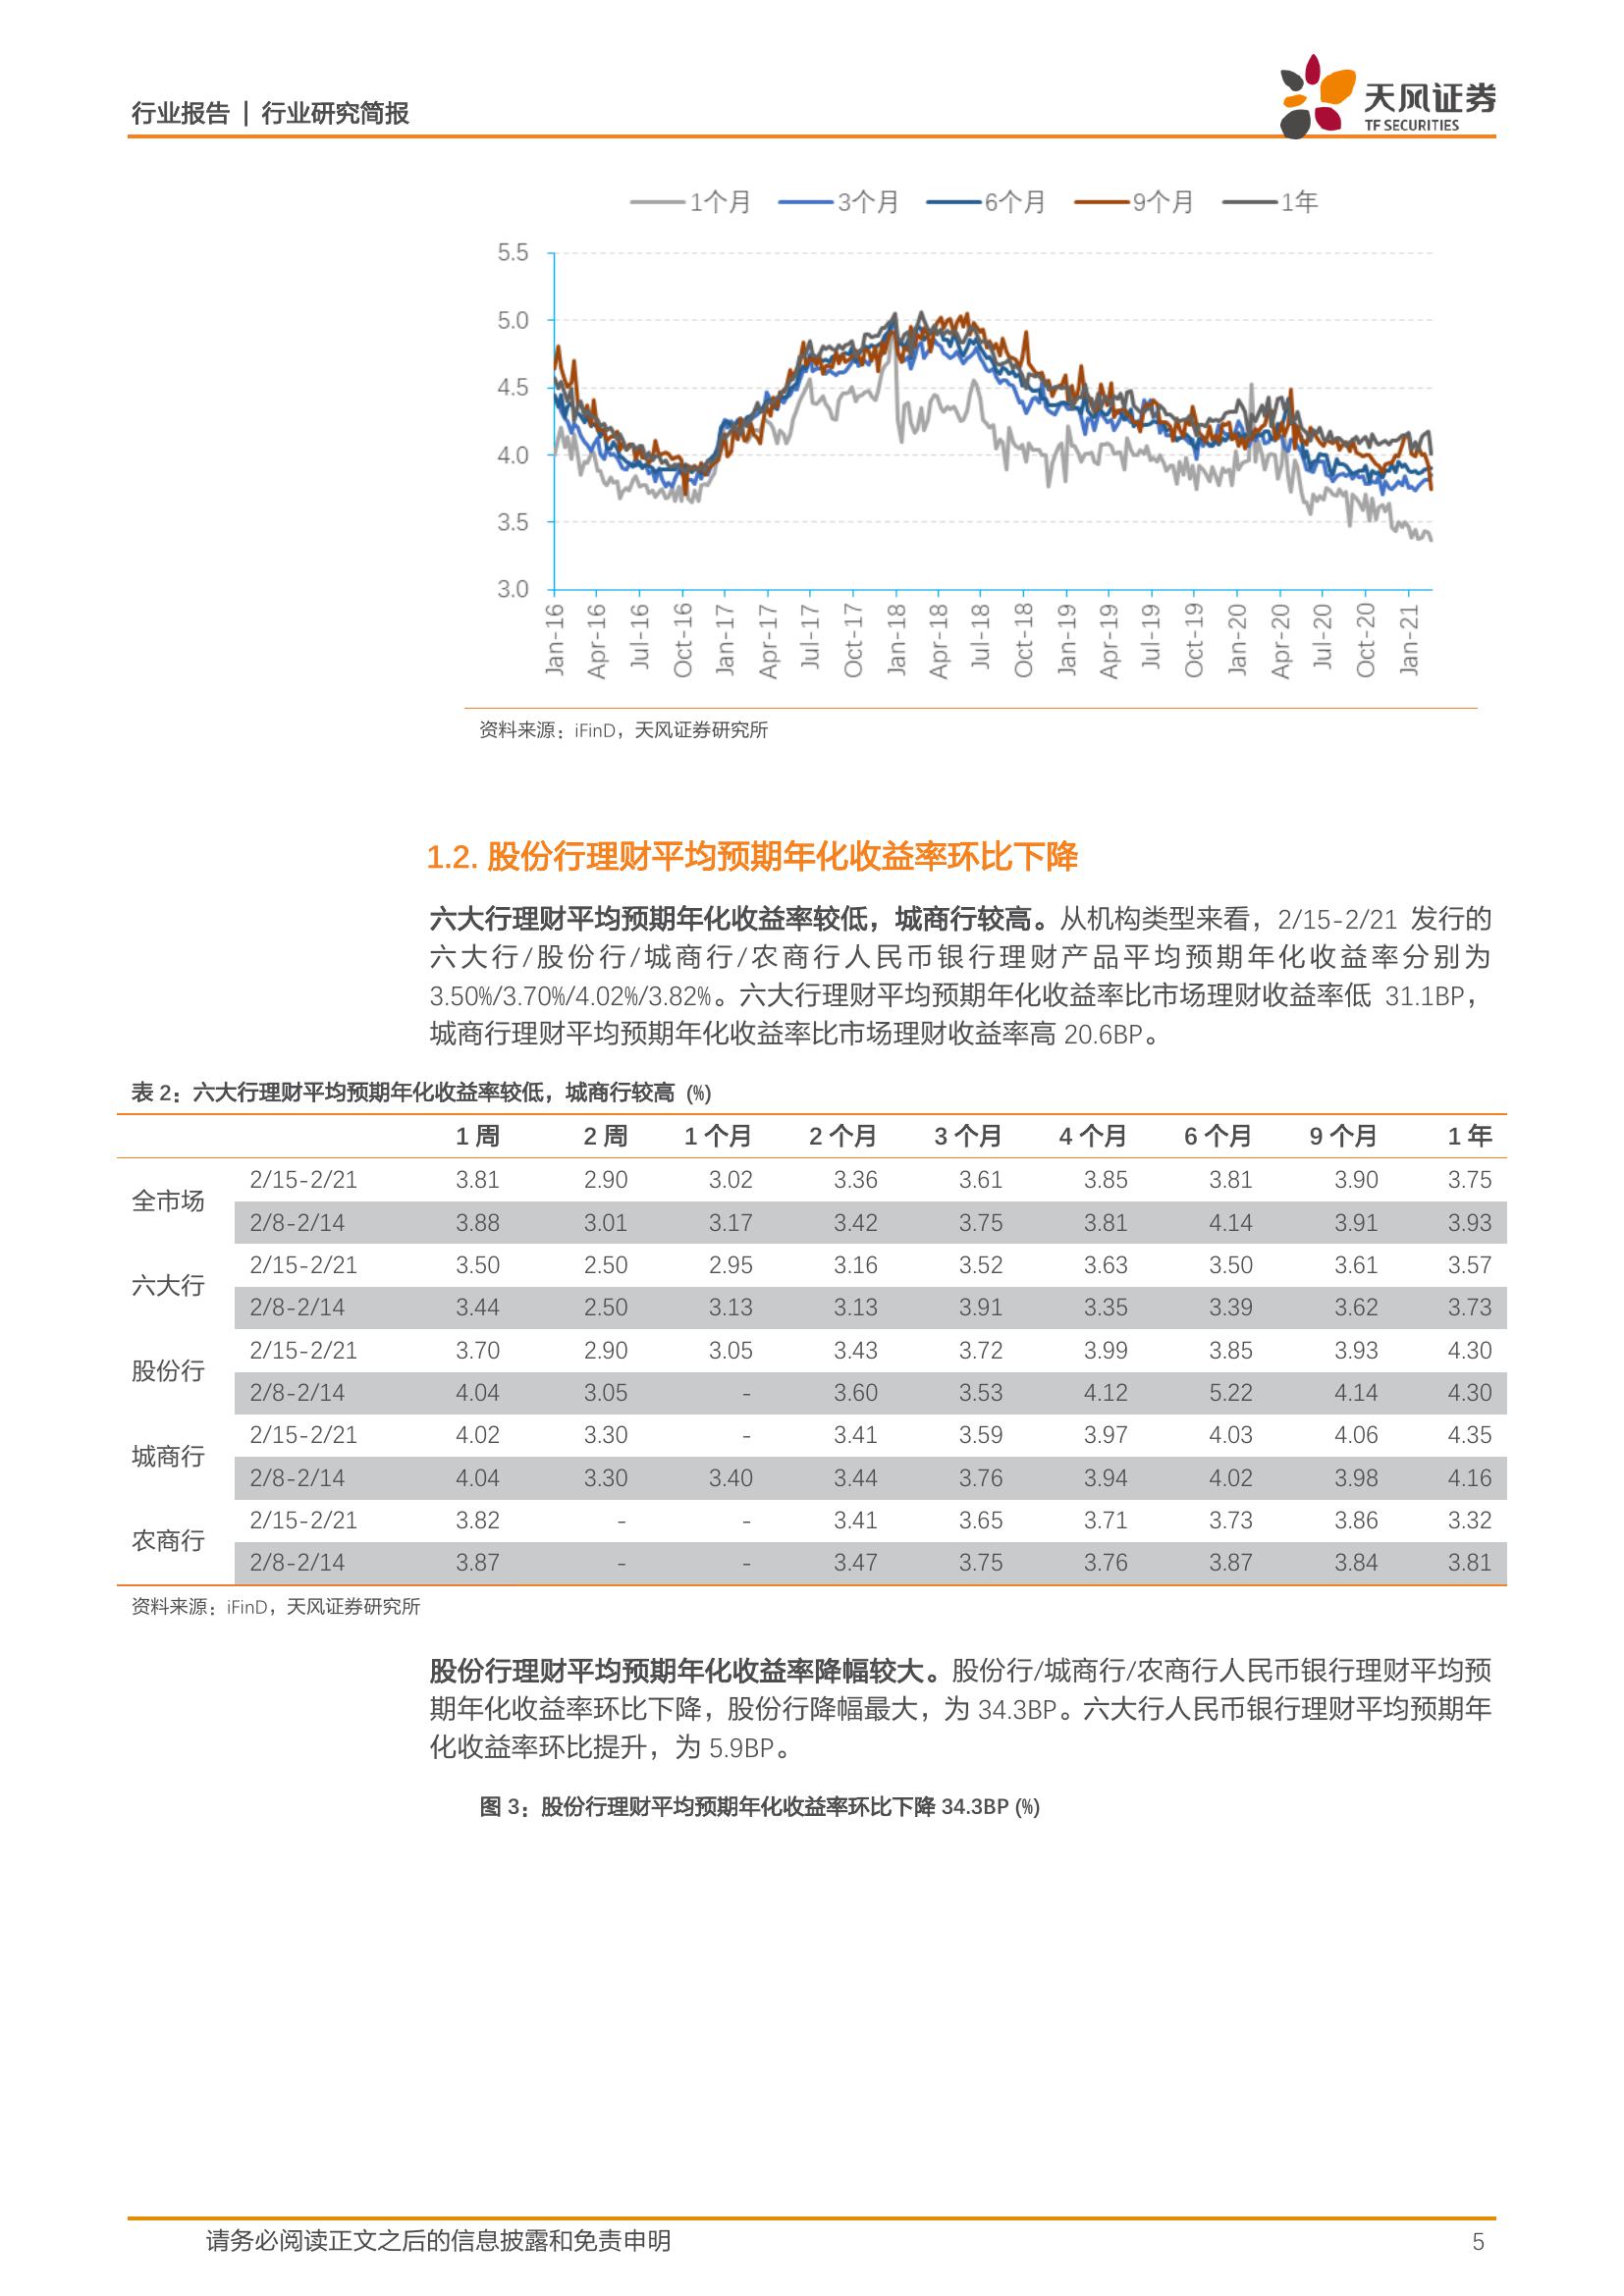 行业报告 | 行业研究简报
天风证券
TF SECURITIES
1个月 3个月 6个月 9个月 1年
5.5
5.0
4.5
4.0
3.5
3.0
Jan-16 Apr-16 Jul-16 Oct-16 Jan-17 Apr-17 Jul-17 Oct-17 Jan-18 Apr-18 Jul-18 Oct-18 Jan-19 Apr-19 Jul-19 Oct-19 Jan-20 Apr-20 Jul-20 Oct-20 Jan-21
资料来源：iFinD，天风证券研究所
1.2. 股份行理财平均预期年化收益率环比下降
六大行理财平均预期年化收益率较低，城商行较高。从机构类型来看，2/15-2/21 发行的
六大行/股份行/城商行/农商行人民币银行理财产品平均预期年化收益率分别为
3.50%/3.70%/4.02%/3.82%。六大行理财平均预期年化收益率比市场理财收益率低 31.1BP，
城商行理财平均预期年化收益率比市场理财收益率高 20.6BP。
表 2：六大行理财平均预期年化收益率较低，城商行较高 (%)
1 周 2 周 1 个月 2 个月 3 个月 4 个月 6 个月 9 个月 1 年
全市场 2/15-2/21 3.81 2.90 3.02 3.36 3.61 3.85 3.81 3.90 3.75
2/8-2/14 3.88 3.01 3.17 3.42 3.75 3.81 4.14 3.91 3.93
六大行 2/15-2/21 3.50 2.50 2.95 3.16 3.52 3.63 3.50 3.61 3.57
2/8-2/14 3.44 2.50 3.13 3.13 3.91 3.35 3.39 3.62 3.73
股份行 2/15-2/21 3.70 2.90 3.05 3.43 3.72 3.99 3.85 3.93 4.30
2/8-2/14 4.04 3.05 - 3.60 3.53 4.12 5.22 4.14 4.30
城商行 2/15-2/21 4.02 3.30 - 3.41 3.59 3.97 4.03 4.06 4.35
2/8-2/14 4.04 3.30 3.40 3.44 3.76 3.94 4.02 3.98 4.16
农商行 2/15-2/21 3.82 - - 3.41 3.65 3.71 3.73 3.86 3.32
2/8-2/14 3.87 - - 3.47 3.75 3.76 3.87 3.84 3.81
资料来源：iFinD，天风证券研究所
股份行理财平均预期年化收益率降幅较大。股份行/城商行/农商行人民币银行理财平均预
期年化收益率环比下降，股份行降幅最大，为 34.3BP。六大行人民币银行理财平均预期年
化收益率环比提升，为 5.9BP。
图 3：股份行理财平均预期年化收益率环比下降 34.3BP (%)
请务必阅读正文之后的信息披露和免责申明 5